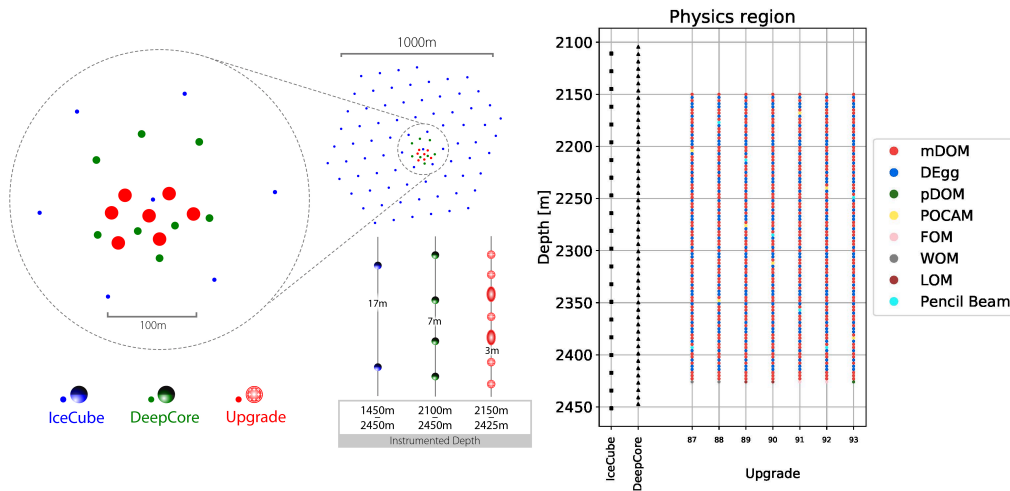 1000m
100m
IceCube
DeepCore
Upgrade
17m
7m
3m
1450m
–
2450m
2100m
–
2450m
2150m
–
2425m
Instrumented Depth
Physics region
Depth [m]
2100
2150
2200
2250
2300
2350
2400
2450
IceCube
DeepCore
87
88
89
90
91
92
93
Upgrade
mDOM
DEgg
pDOM
POCAM
FOM
WOM
LOM
Pencil Beam